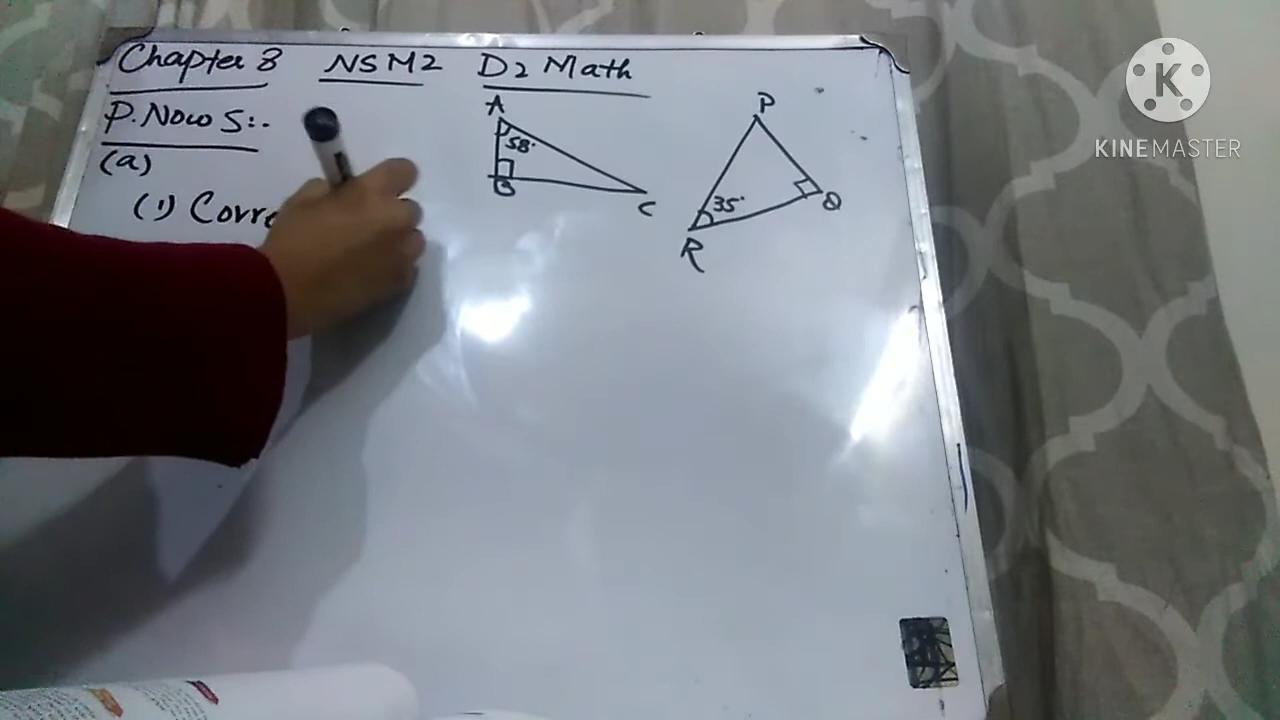 Chapter 8 NSM2 D2 Math
P. Now 5:-
(a)
(1) Corre
A
58°
B
C
P
35°
Q
R
K
KINEMASTER